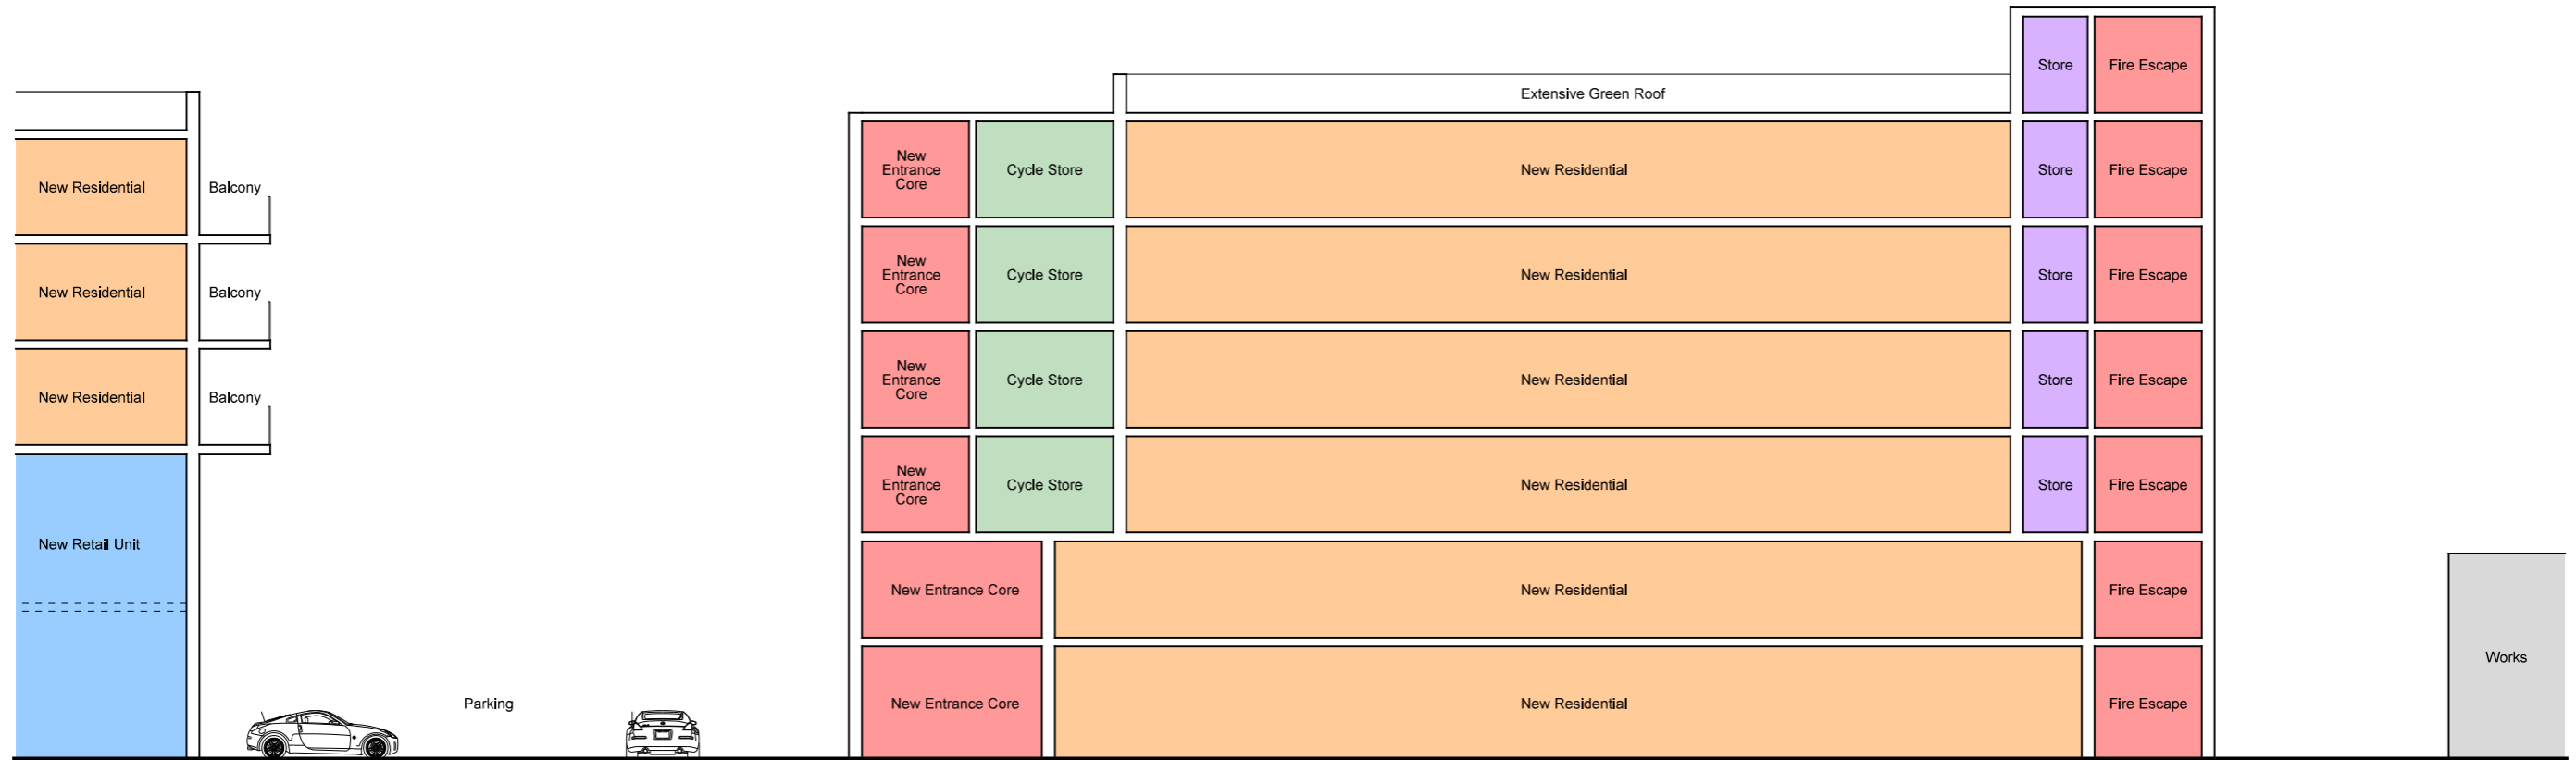 Store
Fire Escape
Extensive Green Roof
New
Entrance
Core
Cycle Store
New Residential
Store
Fire Escape
New Residential
Balcony
New
Entrance
Core
Cycle Store
New Residential
Store
Fire Escape
New Residential
Balcony
New
Entrance
Core
Cycle Store
New Residential
Store
Fire Escape
New Residential
Balcony
New
Entrance
Core
Cycle Store
New Residential
Store
Fire Escape
New Retail Unit
New Entrance Core
New Residential
Fire Escape
Works
Parking
New Entrance Core
New Residential
Fire Escape